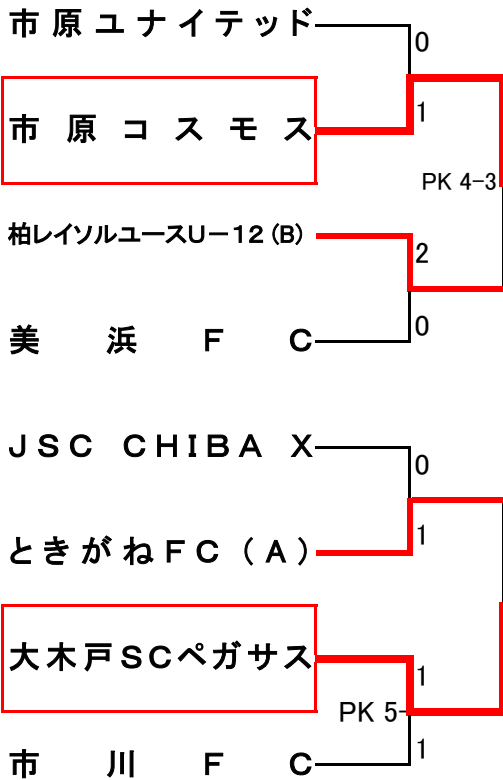 市原ユナイテッド
0
市原コスモス
1
PK 4-3
柏レイソルユースU－12（B）
2
美浜FC
0
JSC CHIBA X
0
ときがねFC（A）
1
大木戸SCペガサス
1
PK 5-
市川FC
1